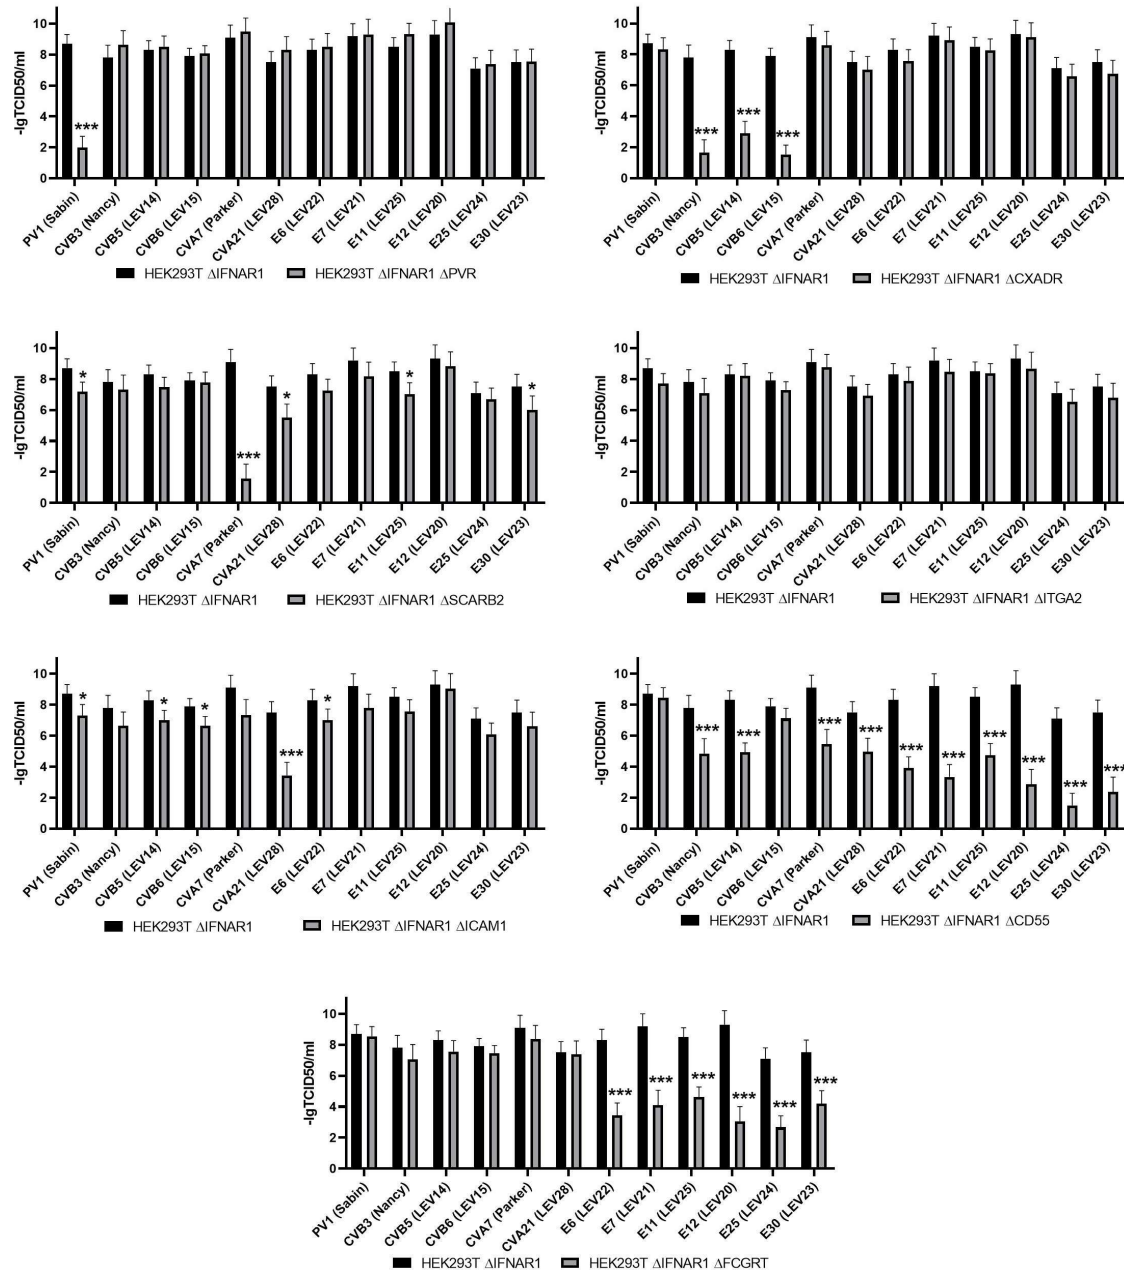 -lgTCID50/ml
10
8
6
4
2
0
***
PV1 (Sabin)
CVB3 (Nancy)
CVB5 (LEV14)
CVB6 (LEV15)
CVA7 (Parker)
CVA21 (LEV28)
E6 (LEV22)
E7 (LEV21)
E11 (LEV25)
E12 (LEV20)
E25 (LEV24)
E30 (LEV23)
HEK293T ΔIFNAR1 HEK293T ΔIFNAR1 ΔPVR
-lgTCID50/ml
10
8
6
4
2
0
*** *** ***
PV1 (Sabin)
CVB3 (Nancy)
CVB5 (LEV14)
CVB6 (LEV15)
CVA7 (Parker)
CVA21 (LEV28)
E6 (LEV22)
E7 (LEV21)
E11 (LEV25)
E12 (LEV20)
E25 (LEV24)
E30 (LEV23)
HEK293T ΔIFNAR1 HEK293T ΔIFNAR1 ΔCXADR
-lgTCID50/ml
10
8
6
4
2
0
* *** * * *
PV1 (Sabin)
CVB3 (Nancy)
CVB5 (LEV14)
CVB6 (LEV15)
CVA7 (Parker)
CVA21 (LEV28)
E6 (LEV22)
E7 (LEV21)
E11 (LEV25)
E12 (LEV20)
E25 (LEV24)
E30 (LEV23)
HEK293T ΔIFNAR1 HEK293T ΔIFNAR1 ΔSCARB2
-lgTCID50/ml
10
8
6
4
2
0
PV1 (Sabin)
CVB3 (Nancy)
CVB5 (LEV14)
CVB6 (LEV15)
CVA7 (Parker)
CVA21 (LEV28)
E6 (LEV22)
E7 (LEV21)
E11 (LEV25)
E12 (LEV20)
E25 (LEV24)
E30 (LEV23)
HEK293T ΔIFNAR1 HEK293T ΔIFNAR1 ΔITGA2
-lgTCID50/ml
10
8
6
4
2
0
* * * *** *
PV1 (Sabin)
CVB3 (Nancy)
CVB5 (LEV14)
CVB6 (LEV15)
CVA7 (Parker)
CVA21 (LEV28)
E6 (LEV22)
E7 (LEV21)
E11 (LEV25)
E12 (LEV20)
E25 (LEV24)
E30 (LEV23)
HEK293T ΔIFNAR1 HEK293T ΔIFNAR1 ΔICAM1
-lgTCID50/ml
10
8
6
4
2
0
*** *** *** *** *** *** *** *** *** ***
PV1 (Sabin)
CVB3 (Nancy)
CVB5 (LEV14)
CVB6 (LEV15)
CVA7 (Parker)
CVA21 (LEV28)
E6 (LEV22)
E7 (LEV21)
E11 (LEV25)
E12 (LEV20)
E25 (LEV24)
E30 (LEV23)
HEK293T ΔIFNAR1 HEK293T ΔIFNAR1 ΔCD55
-lgTCID50/ml
10
8
6
4
2
0
*** *** *** *** *** ***
PV1 (Sabin)
CVB3 (Nancy)
CVB5 (LEV14)
CVB6 (LEV15)
CVA7 (Parker)
CVA21 (LEV28)
E6 (LEV22)
E7 (LEV21)
E11 (LEV25)
E12 (LEV20)
E25 (LEV24)
E30 (LEV23)
HEK293T ΔIFNAR1 HEK293T ΔIFNAR1 ΔFCGRT